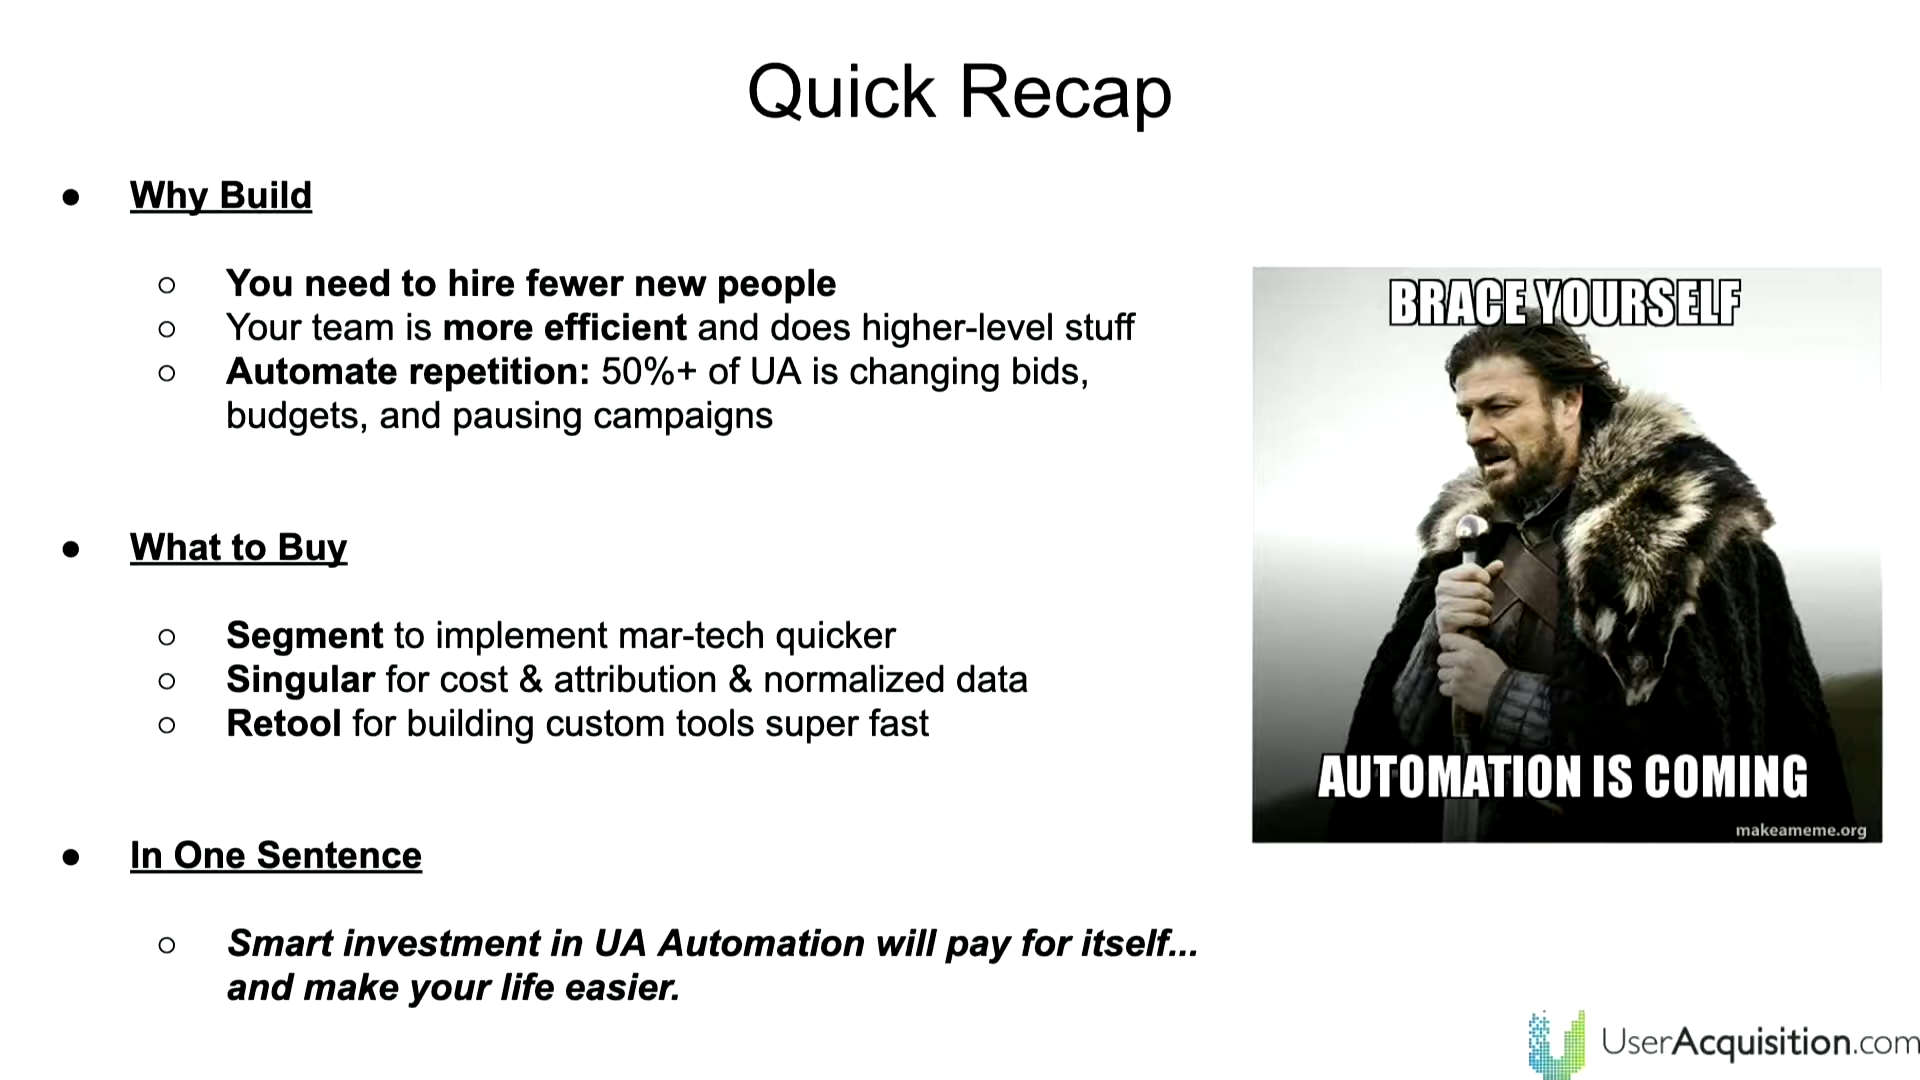 Quick Recap
● Why Build
○ You need to hire fewer new people
○ Your team is more efficient and does higher-level stuff
○ Automate repetition: 50%+ of UA is changing bids,
budgets, and pausing campaigns
● What to Buy
○ Segment to implement mar-tech quicker
○ Singular for cost & attribution & normalized data
○ Retool for building custom tools super fast
● In One Sentence
○ Smart investment in UA Automation will pay for itself...
and make your life easier.
BRACE YOURSELF
AUTOMATION IS COMING
makeameme.org
UserAcquisition.com